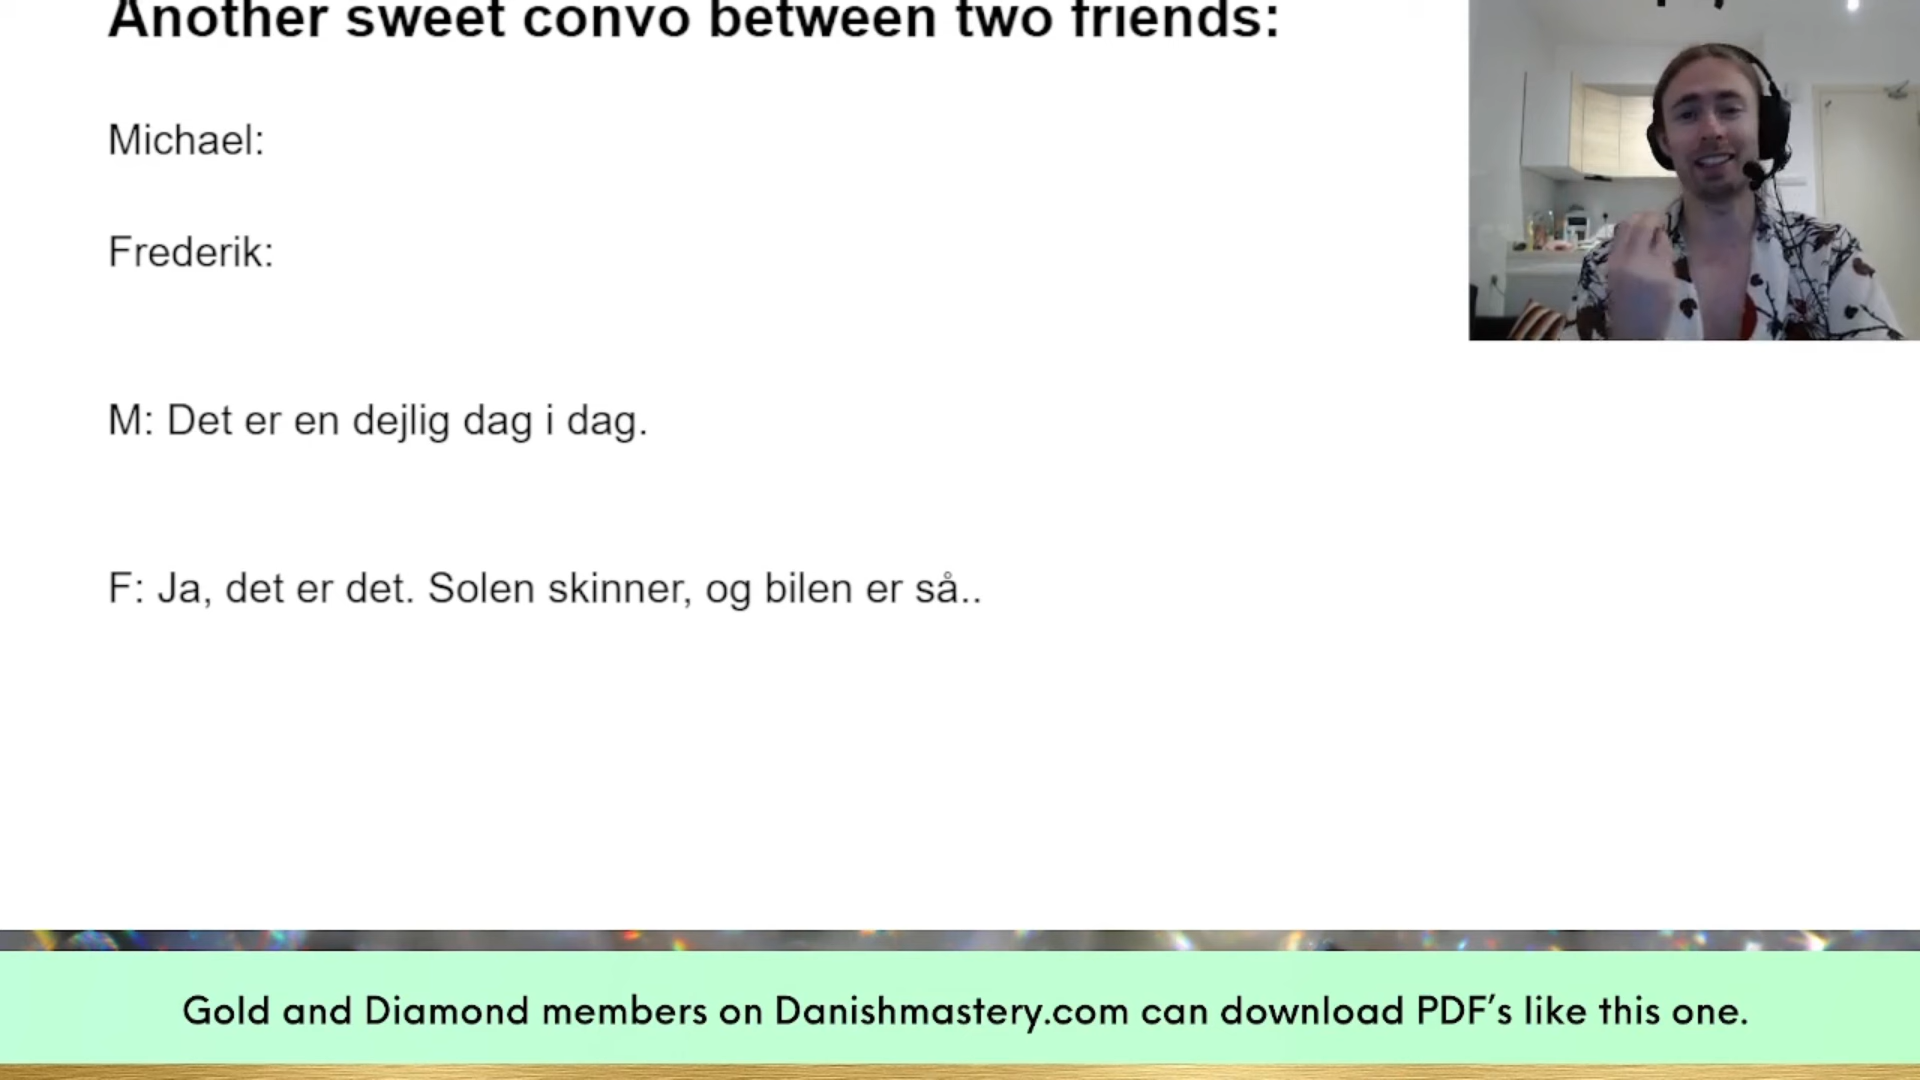 Another sweet convo between two friends:
Michael:
Frederik:
M: Det er en dejlig dag i dag.
F: Ja, det er det. Solen skinner, og bilen er så..
Gold and Diamond members on Danishmastery.com can download PDF’s like this one.